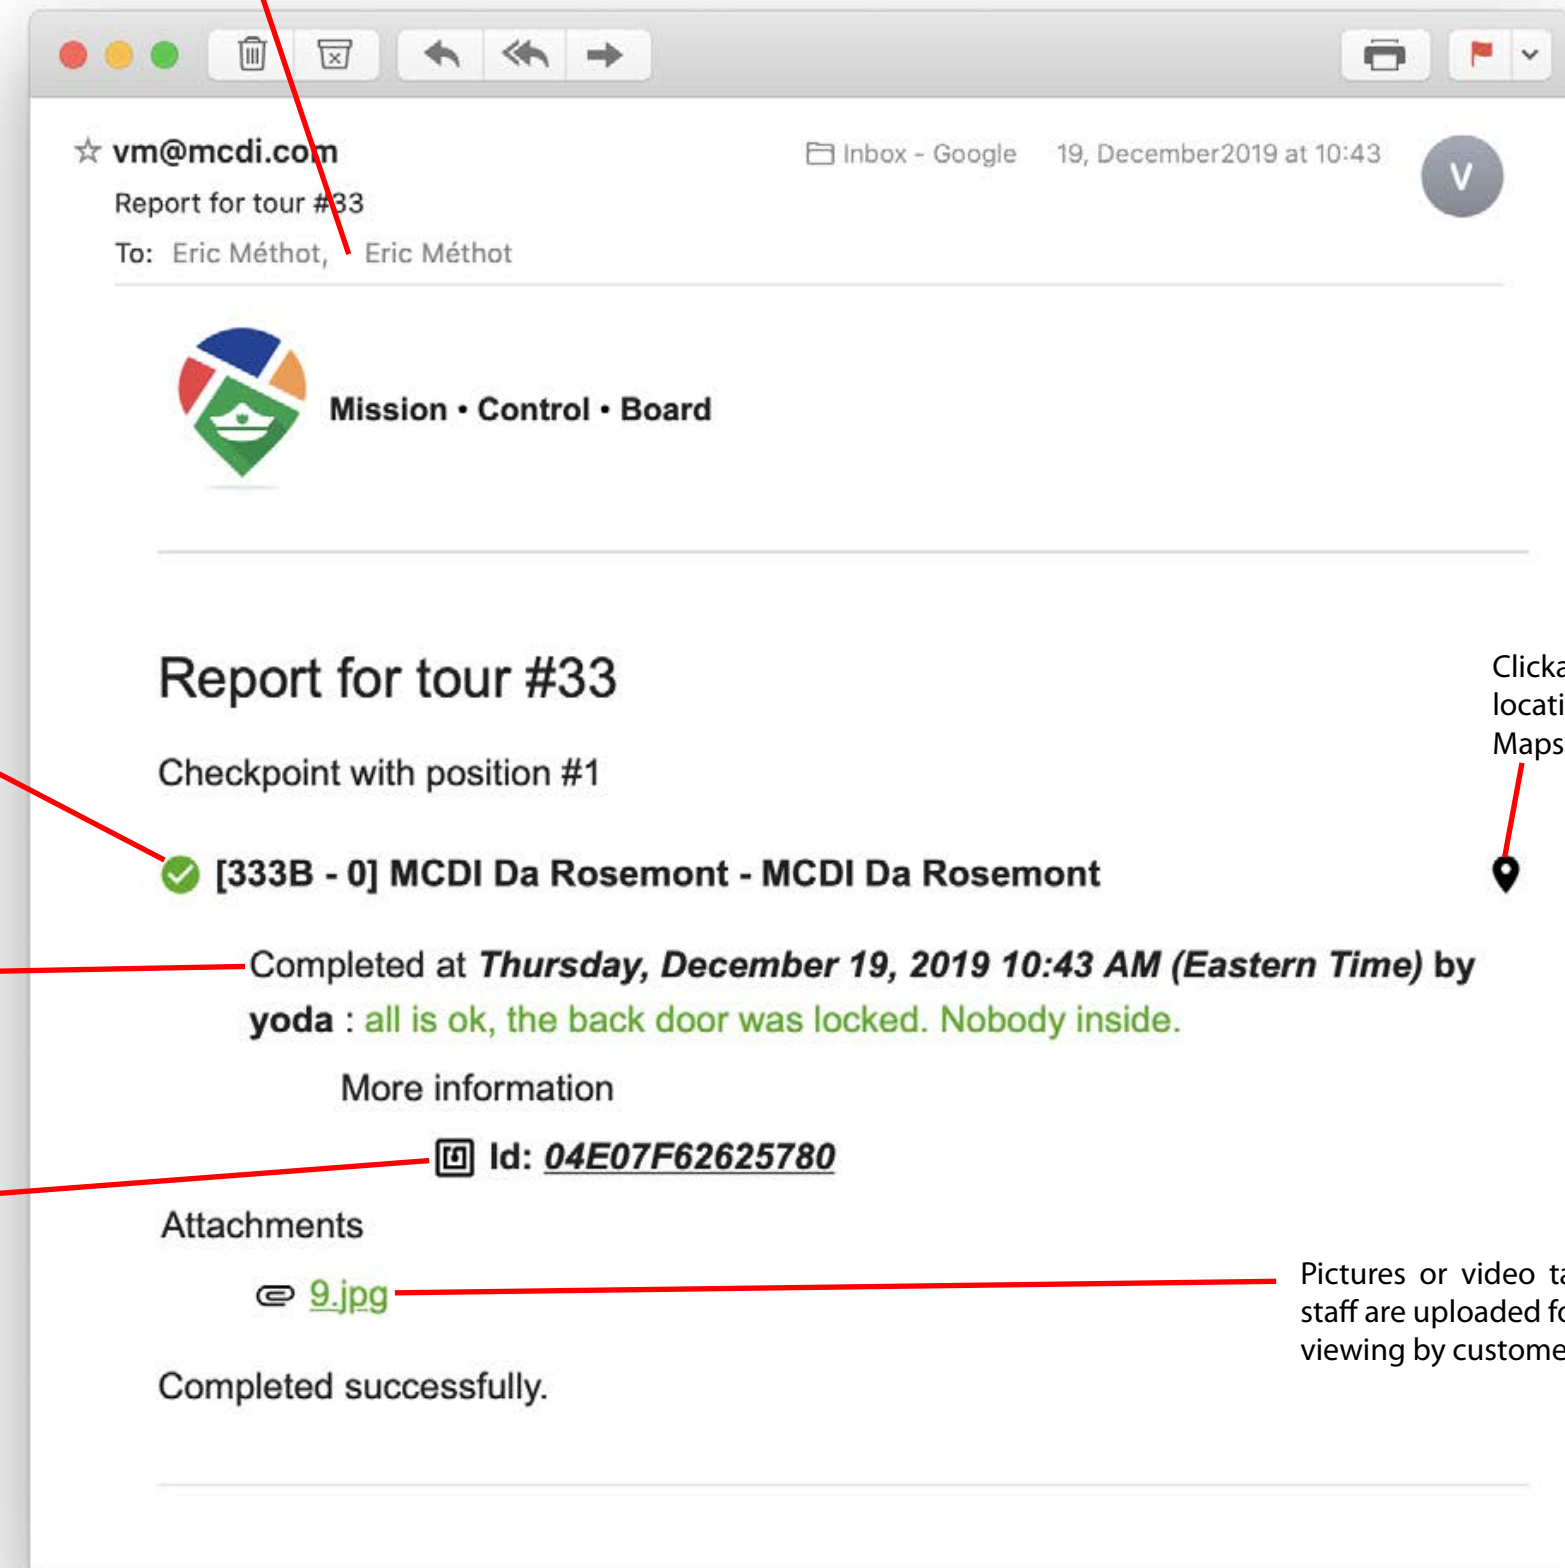 vm@mcdi.com
Inbox - Google 19, December2019 at 10:43
V
Report for tour #33
To: Eric Méthot, Eric Méthot
Mission • Control • Board
Report for tour #33
Checkpoint with position #1
[333B - 0] MCDI Da Rosemont - MCDI Da Rosemont
Completed at Thursday, December 19, 2019 10:43 AM (Eastern Time) by
yoda : all is ok, the back door was locked. Nobody inside.
More information
Id: 04E07F62625780
Attachments
9.jpg
Completed successfully.
Maps
Pictures or video
staff are uploaded
viewing by